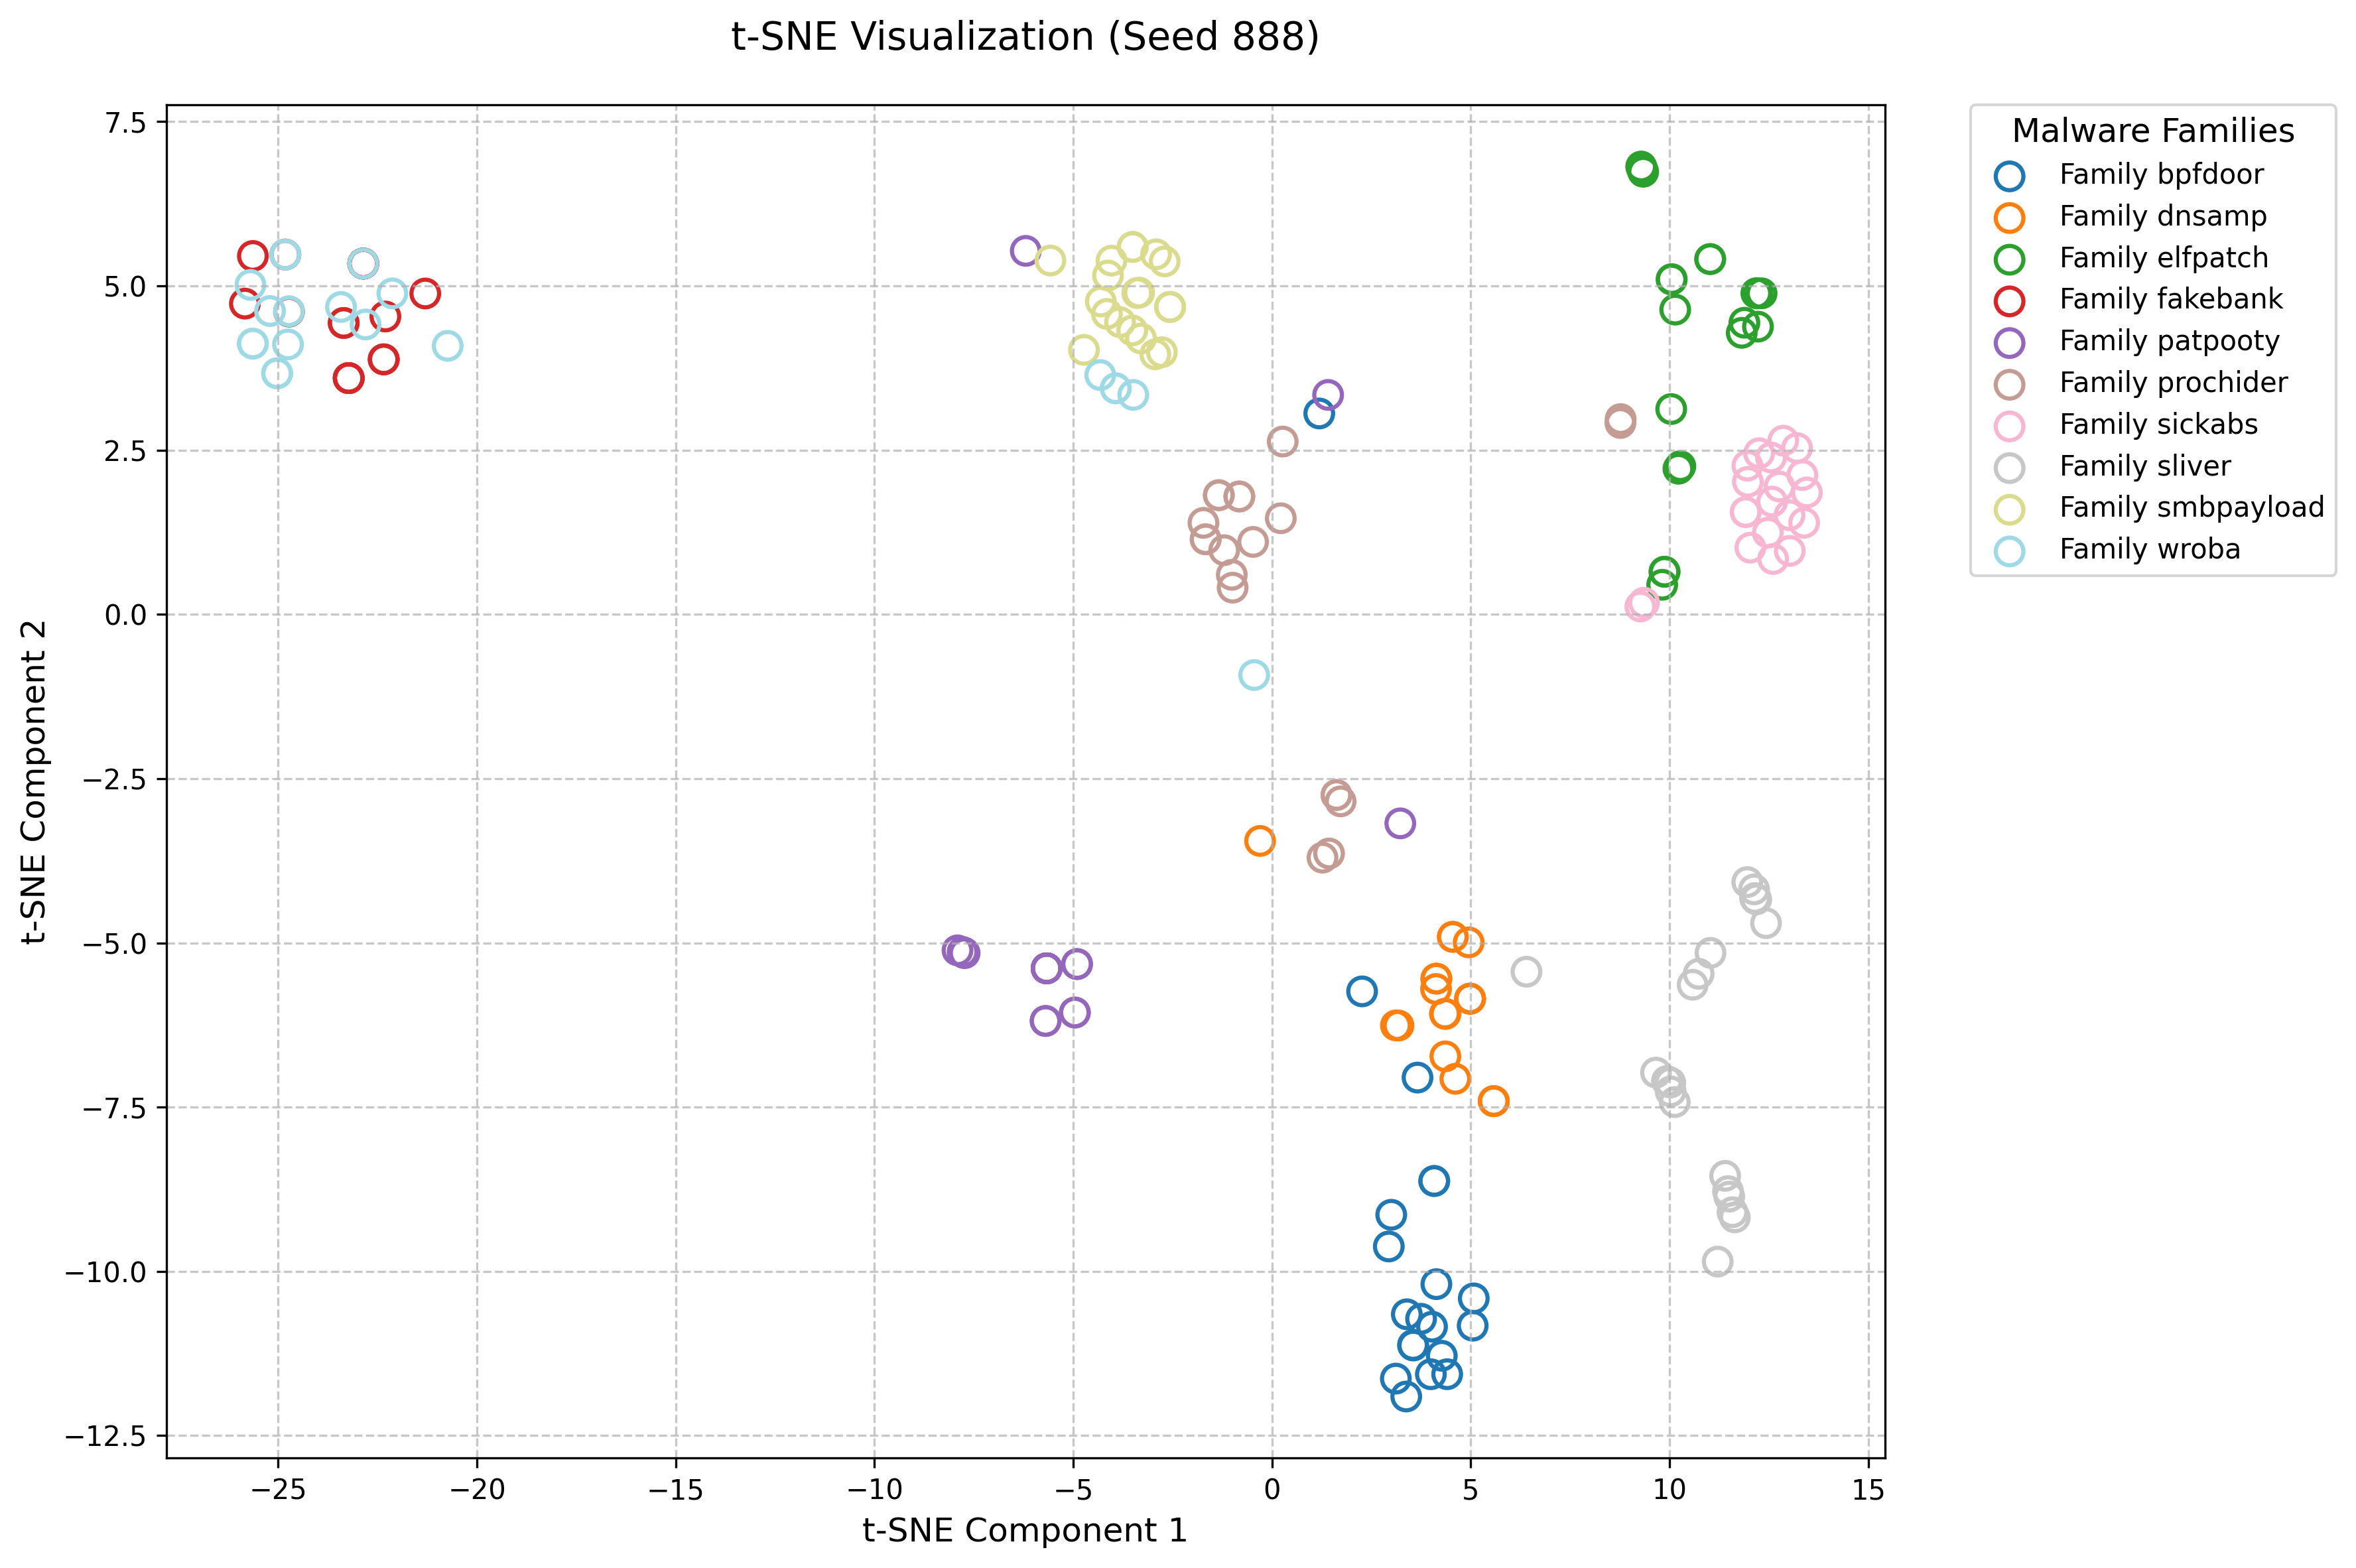 t-SNE Visualization (Seed 888)
Malware Families
Family bpfdoor
Family dnsamp
Family elfpatch
Family fakebank
Family patpooty
Family prochider
Family sickabs
Family sliver
Family smbpayload
Family wroba
t-SNE Component 2
7.5
5.0
2.5
0.0
−2.5
−5.0
−7.5
−10.0
−12.5
−25 −20 −15 −10 −5 0 5 10 15
t-SNE Component 1